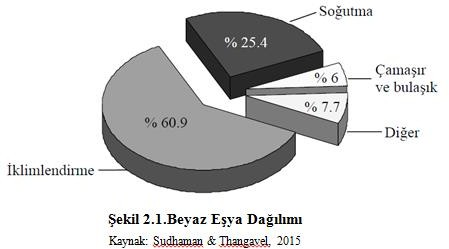 Soğutma
% 25.4
% 6
Çamaşır
ve bulaşık
% 7.7
Diğer
% 60.9
İklimlendirme
Şekil 2.1.Beyaz Eşya Dağılımı
Kaynak: Sudhaman & Thangavel, 2015